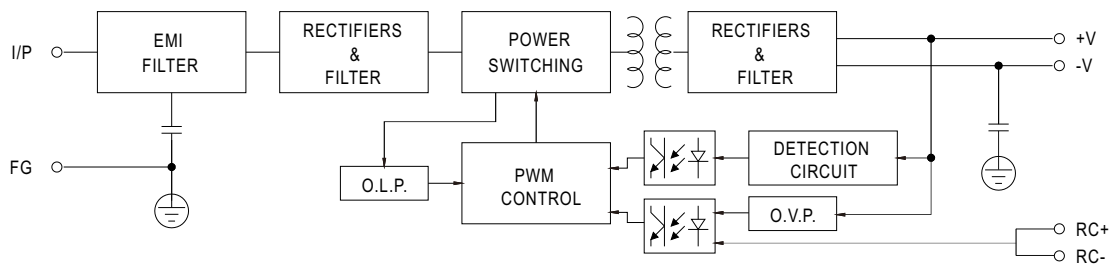 I/P
EMI
FILTER
RECTIFIERS
&
FILTER
POWER
SWITCHING
RECTIFIERS
&
FILTER
+V
-V
FG
O.L.P.
PWM
CONTROL
DETECTION
CIRCUIT
O.V.P.
RC+
RC-